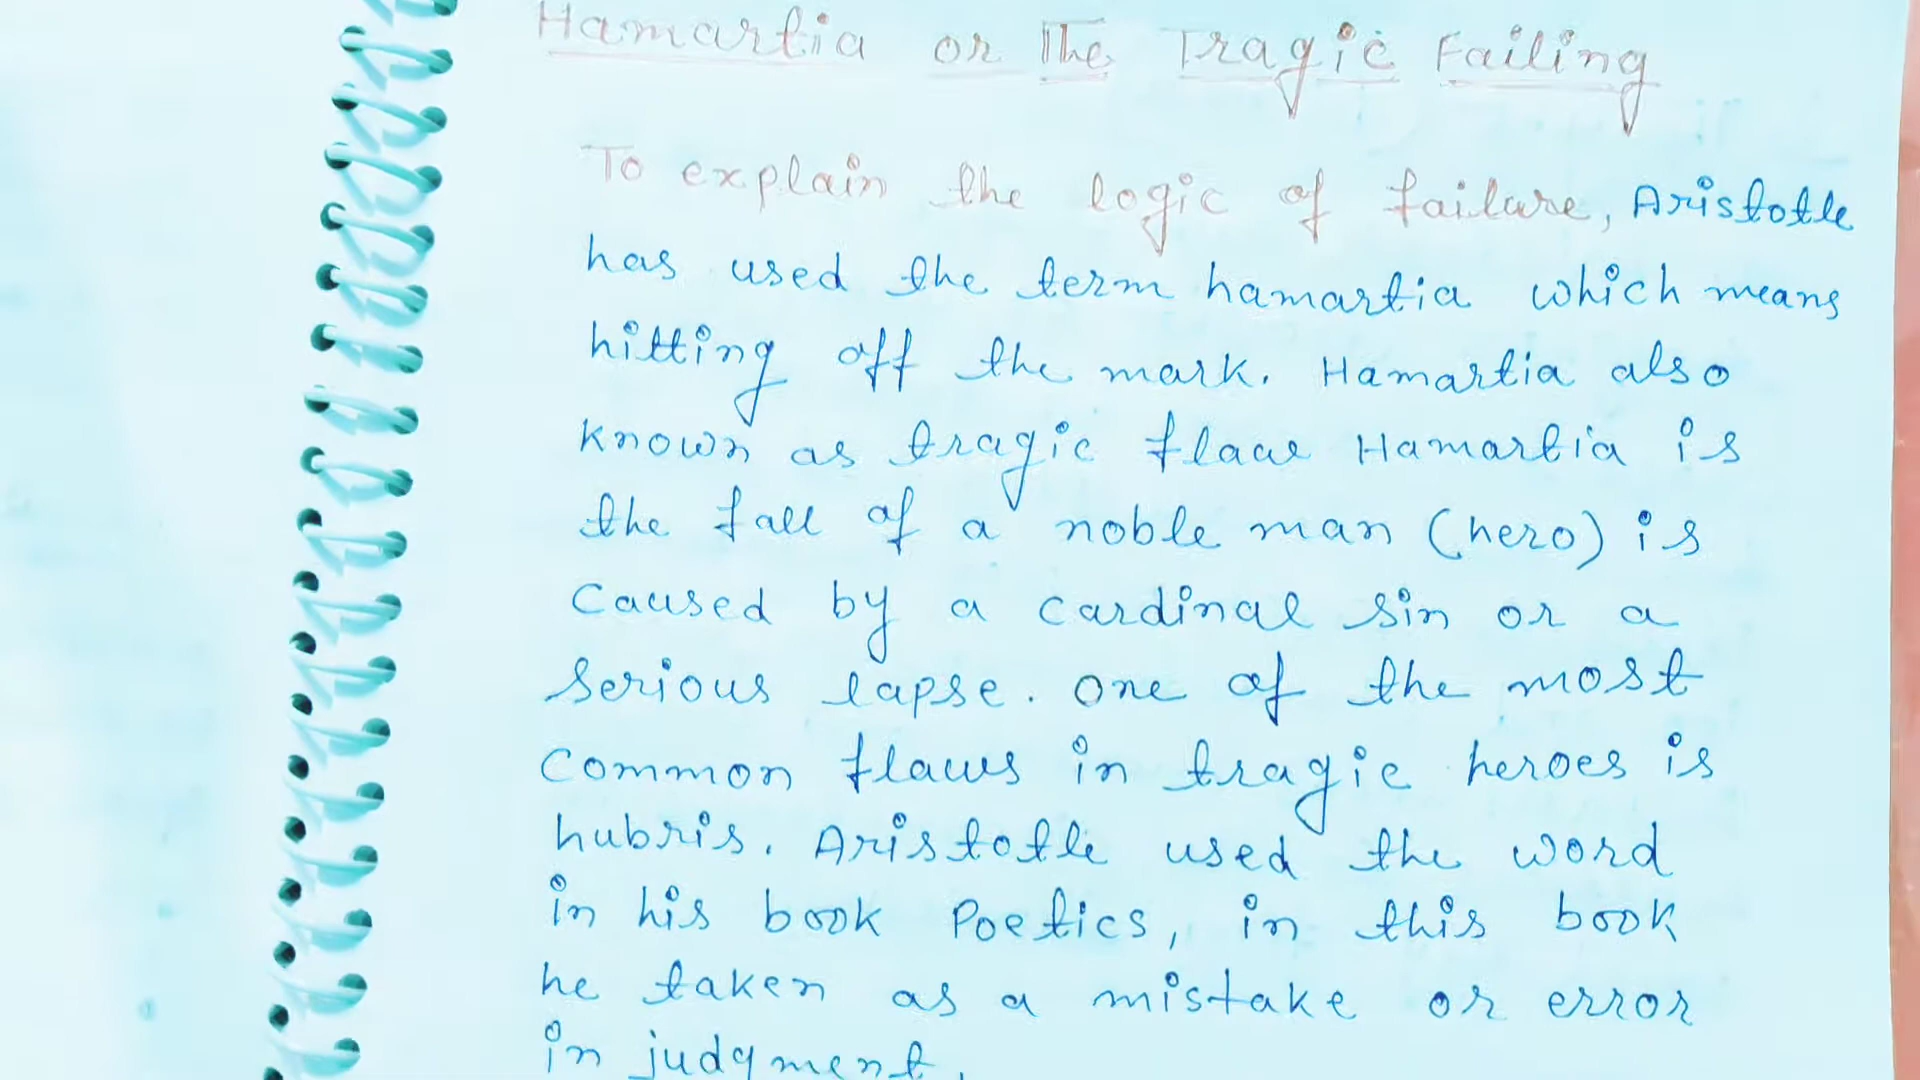 Hamartia or The Tragic Failing
To explain the logic of failure, Aristotle
has used the term hamartia which means
hitting off the mark. Hamartia also
known as tragic flaw Hamartia is
the fall of a noble man (hero) is
caused by a cardinal sin or a
serious lapse. One of the most
common flaws in tragic heroes is
hubris. Aristotle used the word
in his book Poetics, in this book
he taken as a mistake or error
in judgment.